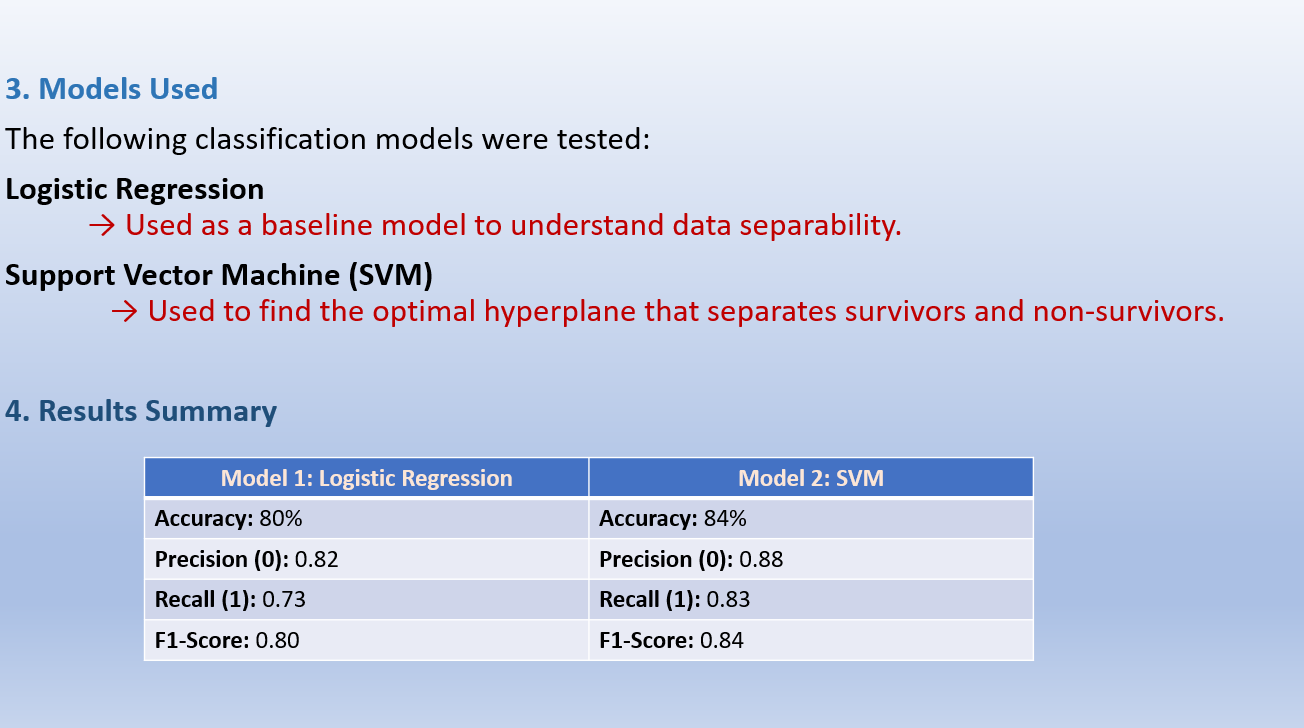 3. Models Used
The following classification models were tested:
Logistic Regression
→ Used as a baseline model to understand data separability.
Support Vector Machine (SVM)
→ Used to find the optimal hyperplane that separates survivors and non-survivors.
4. Results Summary
Model 1: Logistic Regression Model 2: SVM
Accuracy: 80% Accuracy: 84%
Precision (0): 0.82 Precision (0): 0.88
Recall (1): 0.73 Recall (1): 0.83
F1-Score: 0.80 F1-Score: 0.84